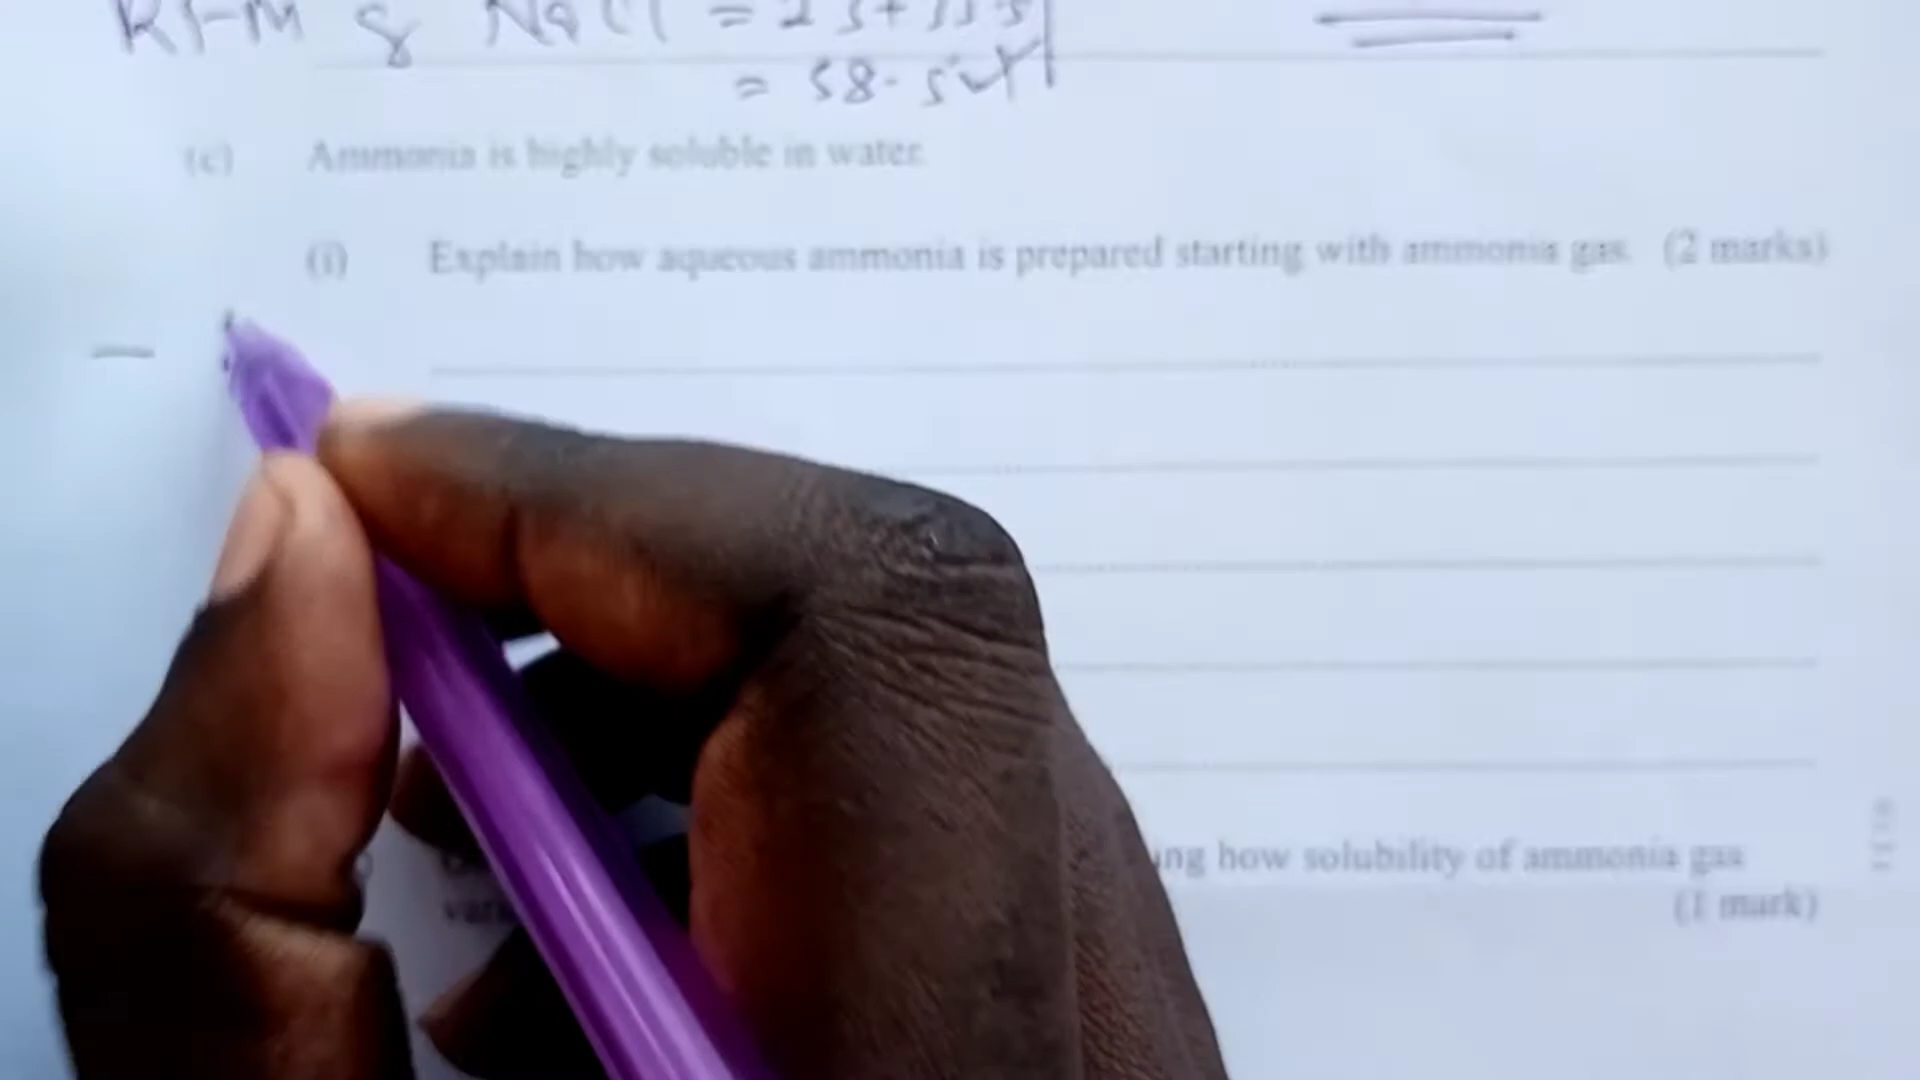 RFM of NaCl = 23+35.5
= 58.5
(c) Ammonia is highly soluble in water.
(i) Explain how aqueous ammonia is prepared starting with ammonia gas. (2 marks)
how solubility of ammonia gas
(1 mark)